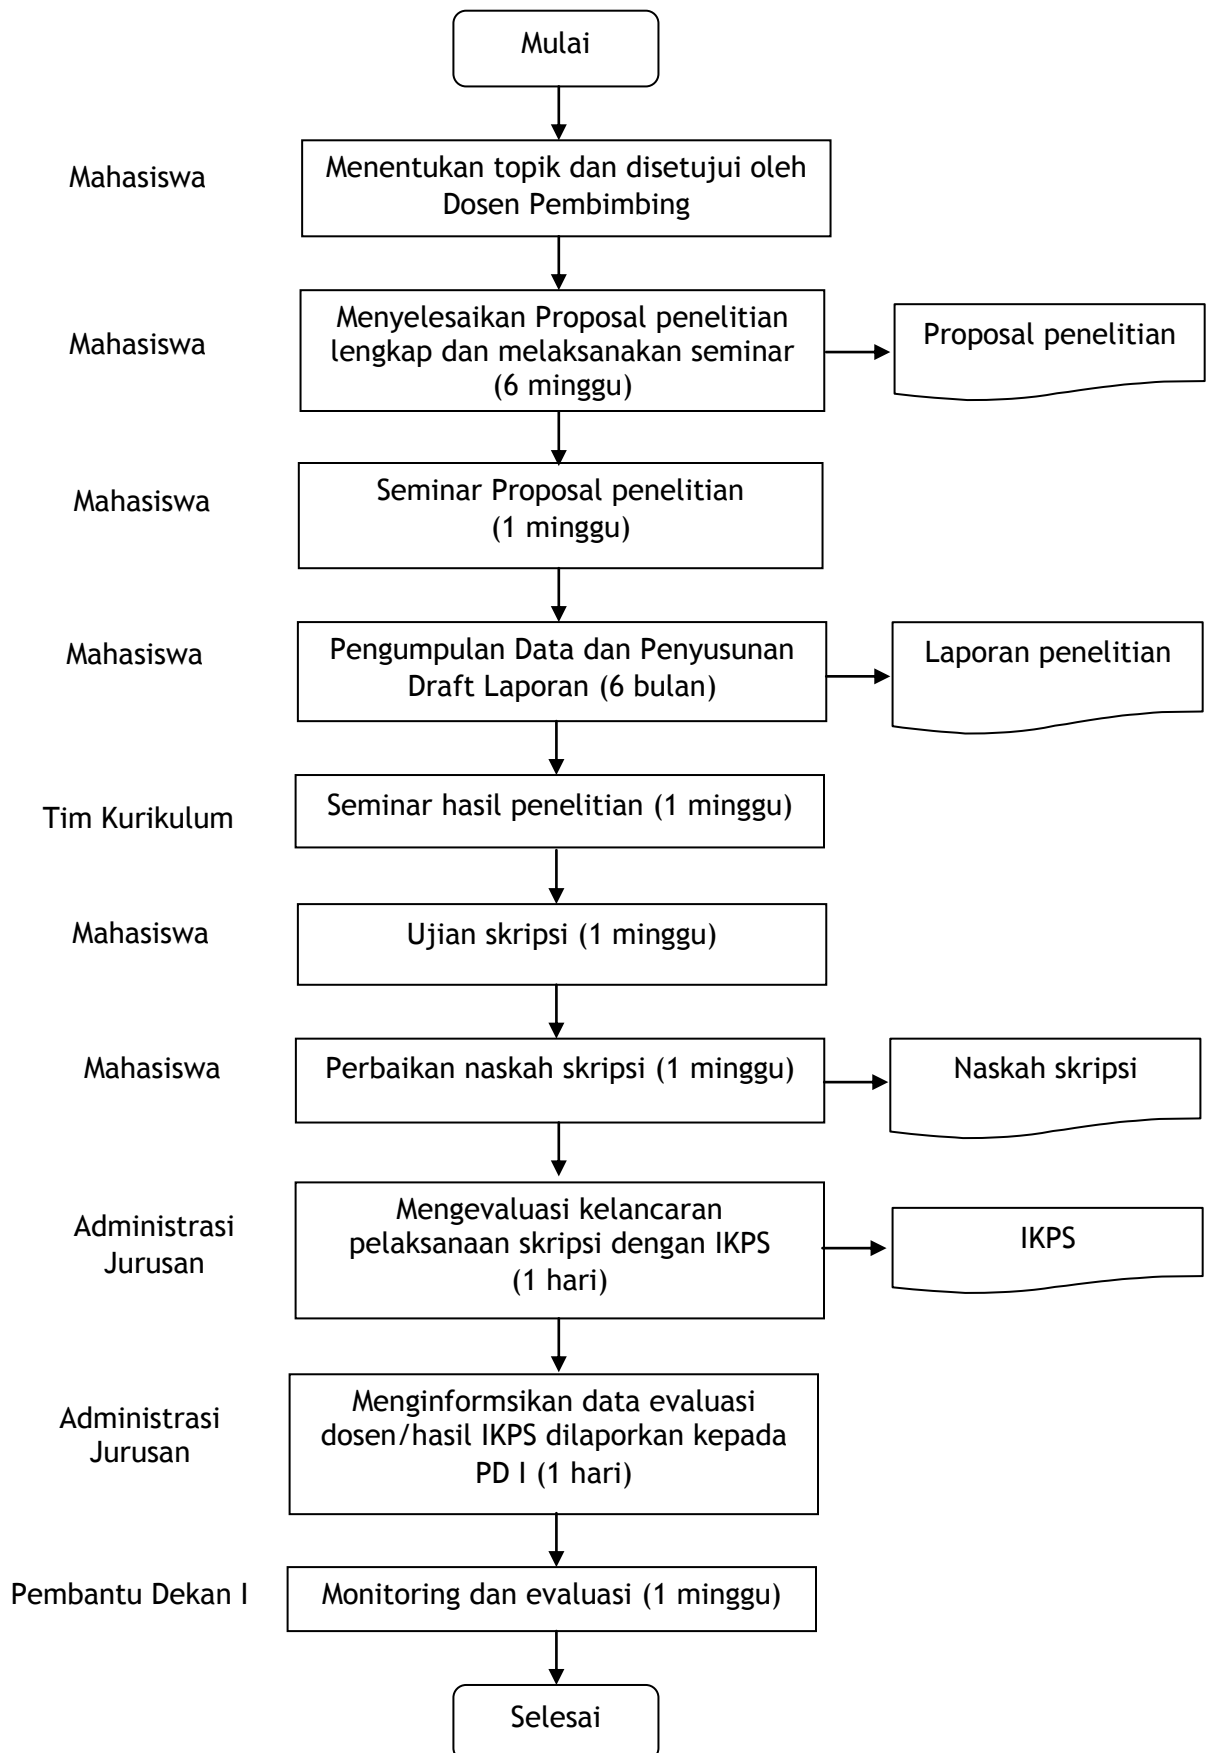 Mulai
Mahasiswa
Menentukan topik dan disetujui oleh
Dosen Pembimbing
Mahasiswa
Menyelesaikan Proposal penelitian
lengkap dan melaksanakan seminar
(6 minggu)
Proposal penelitian
Mahasiswa
Seminar Proposal penelitian
(1 minggu)
Mahasiswa
Pengumpulan Data dan Penyusunan
Draft Laporan (6 bulan)
Laporan penelitian
Tim Kurikulum
Seminar hasil penelitian (1 minggu)
Mahasiswa
Ujian skripsi (1 minggu)
Mahasiswa
Perbaikan naskah skripsi (1 minggu)
Naskah skripsi
Administrasi
Jurusan
Mengevaluasi kelancaran
pelaksanaan skripsi dengan IKPS
(1 hari)
IKPS
Administrasi
Jurusan
Menginformsikan data evaluasi
dosen/hasil IKPS dilaporkan kepada
PD I (1 hari)
Pembantu Dekan I
Monitoring dan evaluasi (1 minggu)
Selesai